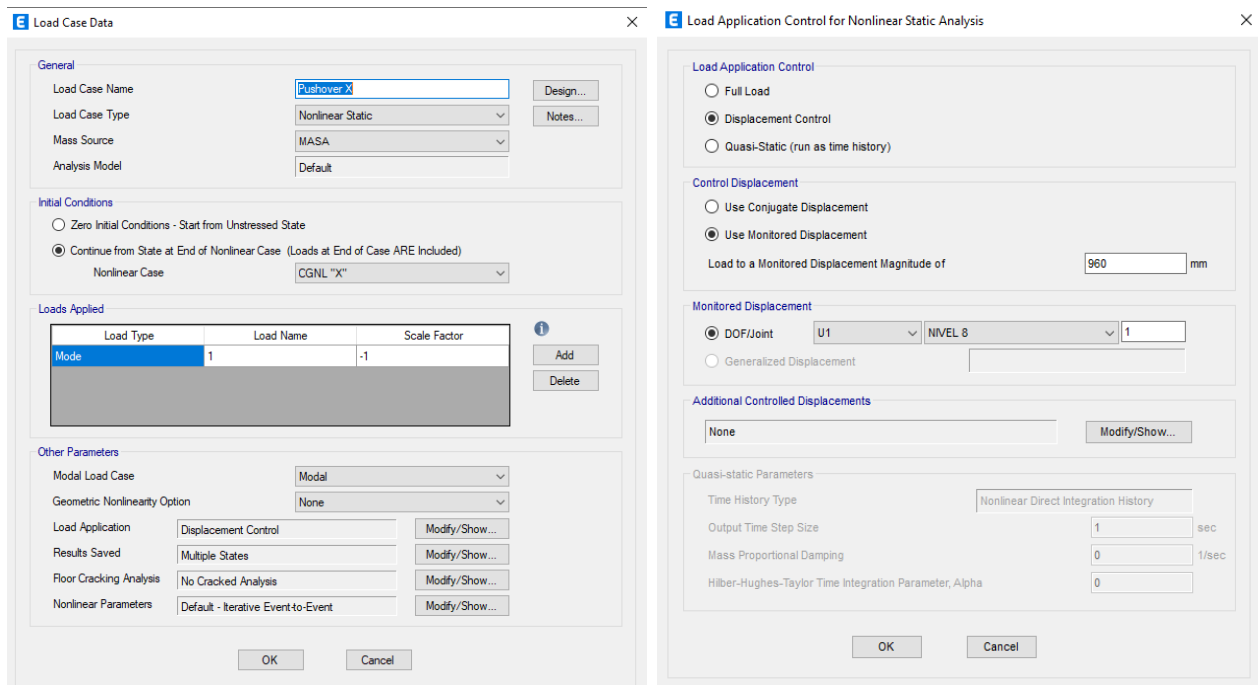 E Load Case Data
General
Load Case Name Pushover X Design...
Load Case Type Nonlinear Static Notes...
Mass Source MASA
Analysis Model Default
Initial Conditions
Zero Initial Conditions - Start from Unstressed State
Continue from State at End of Nonlinear Case (Loads at End of Case ARE Included)
Nonlinear Case CGNL "X"
Loads Applied
Load Type Load Name Scale Factor
Mode 1 -1
Add
Delete
Other Parameters
Modal Load Case Modal
Geometric Nonlinearity Option None
Load Application Displacement Control Modify/Show...
Results Saved Multiple States Modify/Show...
Floor Cracking Analysis No Cracked Analysis Modify/Show...
Nonlinear Parameters Default - Iterative Event-to-Event Modify/Show...
OK Cancel
E Load Application Control for Nonlinear Static Analysis
Load Application Control
Full Load
Displacement Control
Quasi-Static (run as time history)
Control Displacement
Use Conjugate Displacement
Use Monitored Displacement
Load to a Monitored Displacement Magnitude of 960 mm
Monitored Displacement
DOF/Joint U1 NIVEL 8 1
Generalized Displacement
Additional Controlled Displacements
None Modify/Show...
Quasi-static Parameters
Time History Type Nonlinear Direct Integration History
Output Time Step Size 1 sec
Mass Proportional Damping 0 1/sec
Hilber-Hughes-Taylor Time Integration Parameter, Alpha 0
OK Cancel